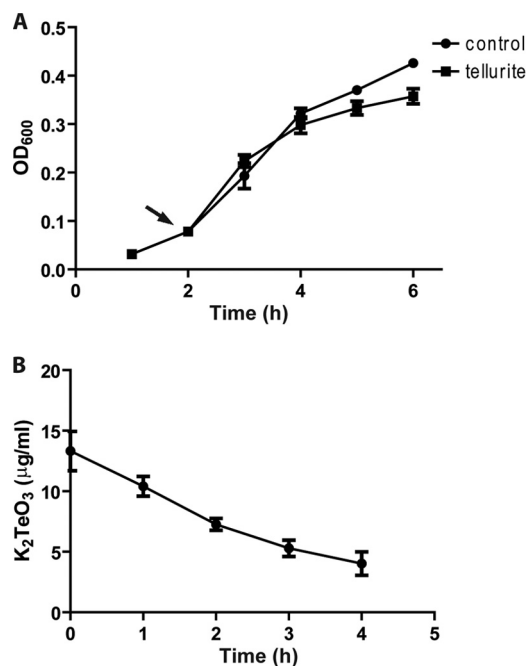 A
0.5
0.4
0.3
0.2
0.1
0.0
OD₆₀₀
0 2 4 6
Time (h)
control
tellurite
B
20
15
10
5
0
K₂TeO₃ (μg/ml)
0 1 2 3 4 5
Time (h)